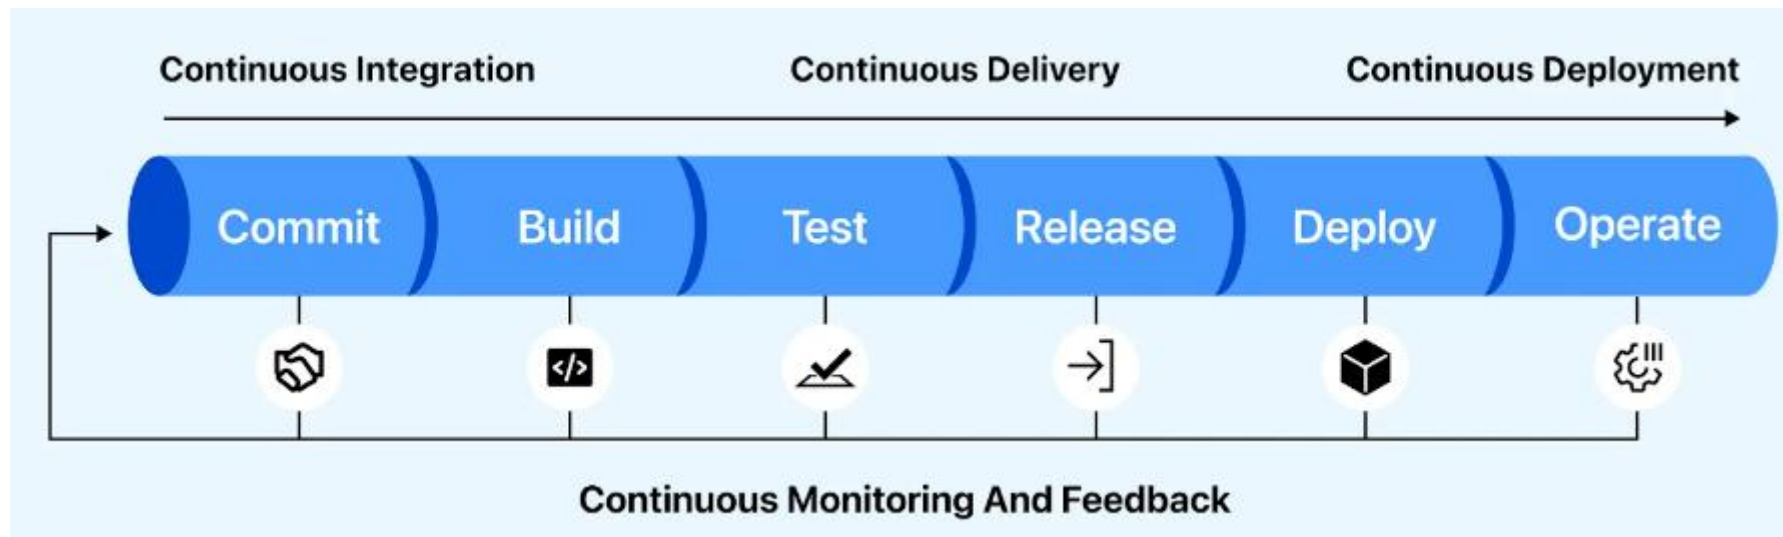 Continuous Integration Continuous Delivery Continuous Deployment
Commit Build Test Release Deploy Operate
</>
Continuous Monitoring And Feedback